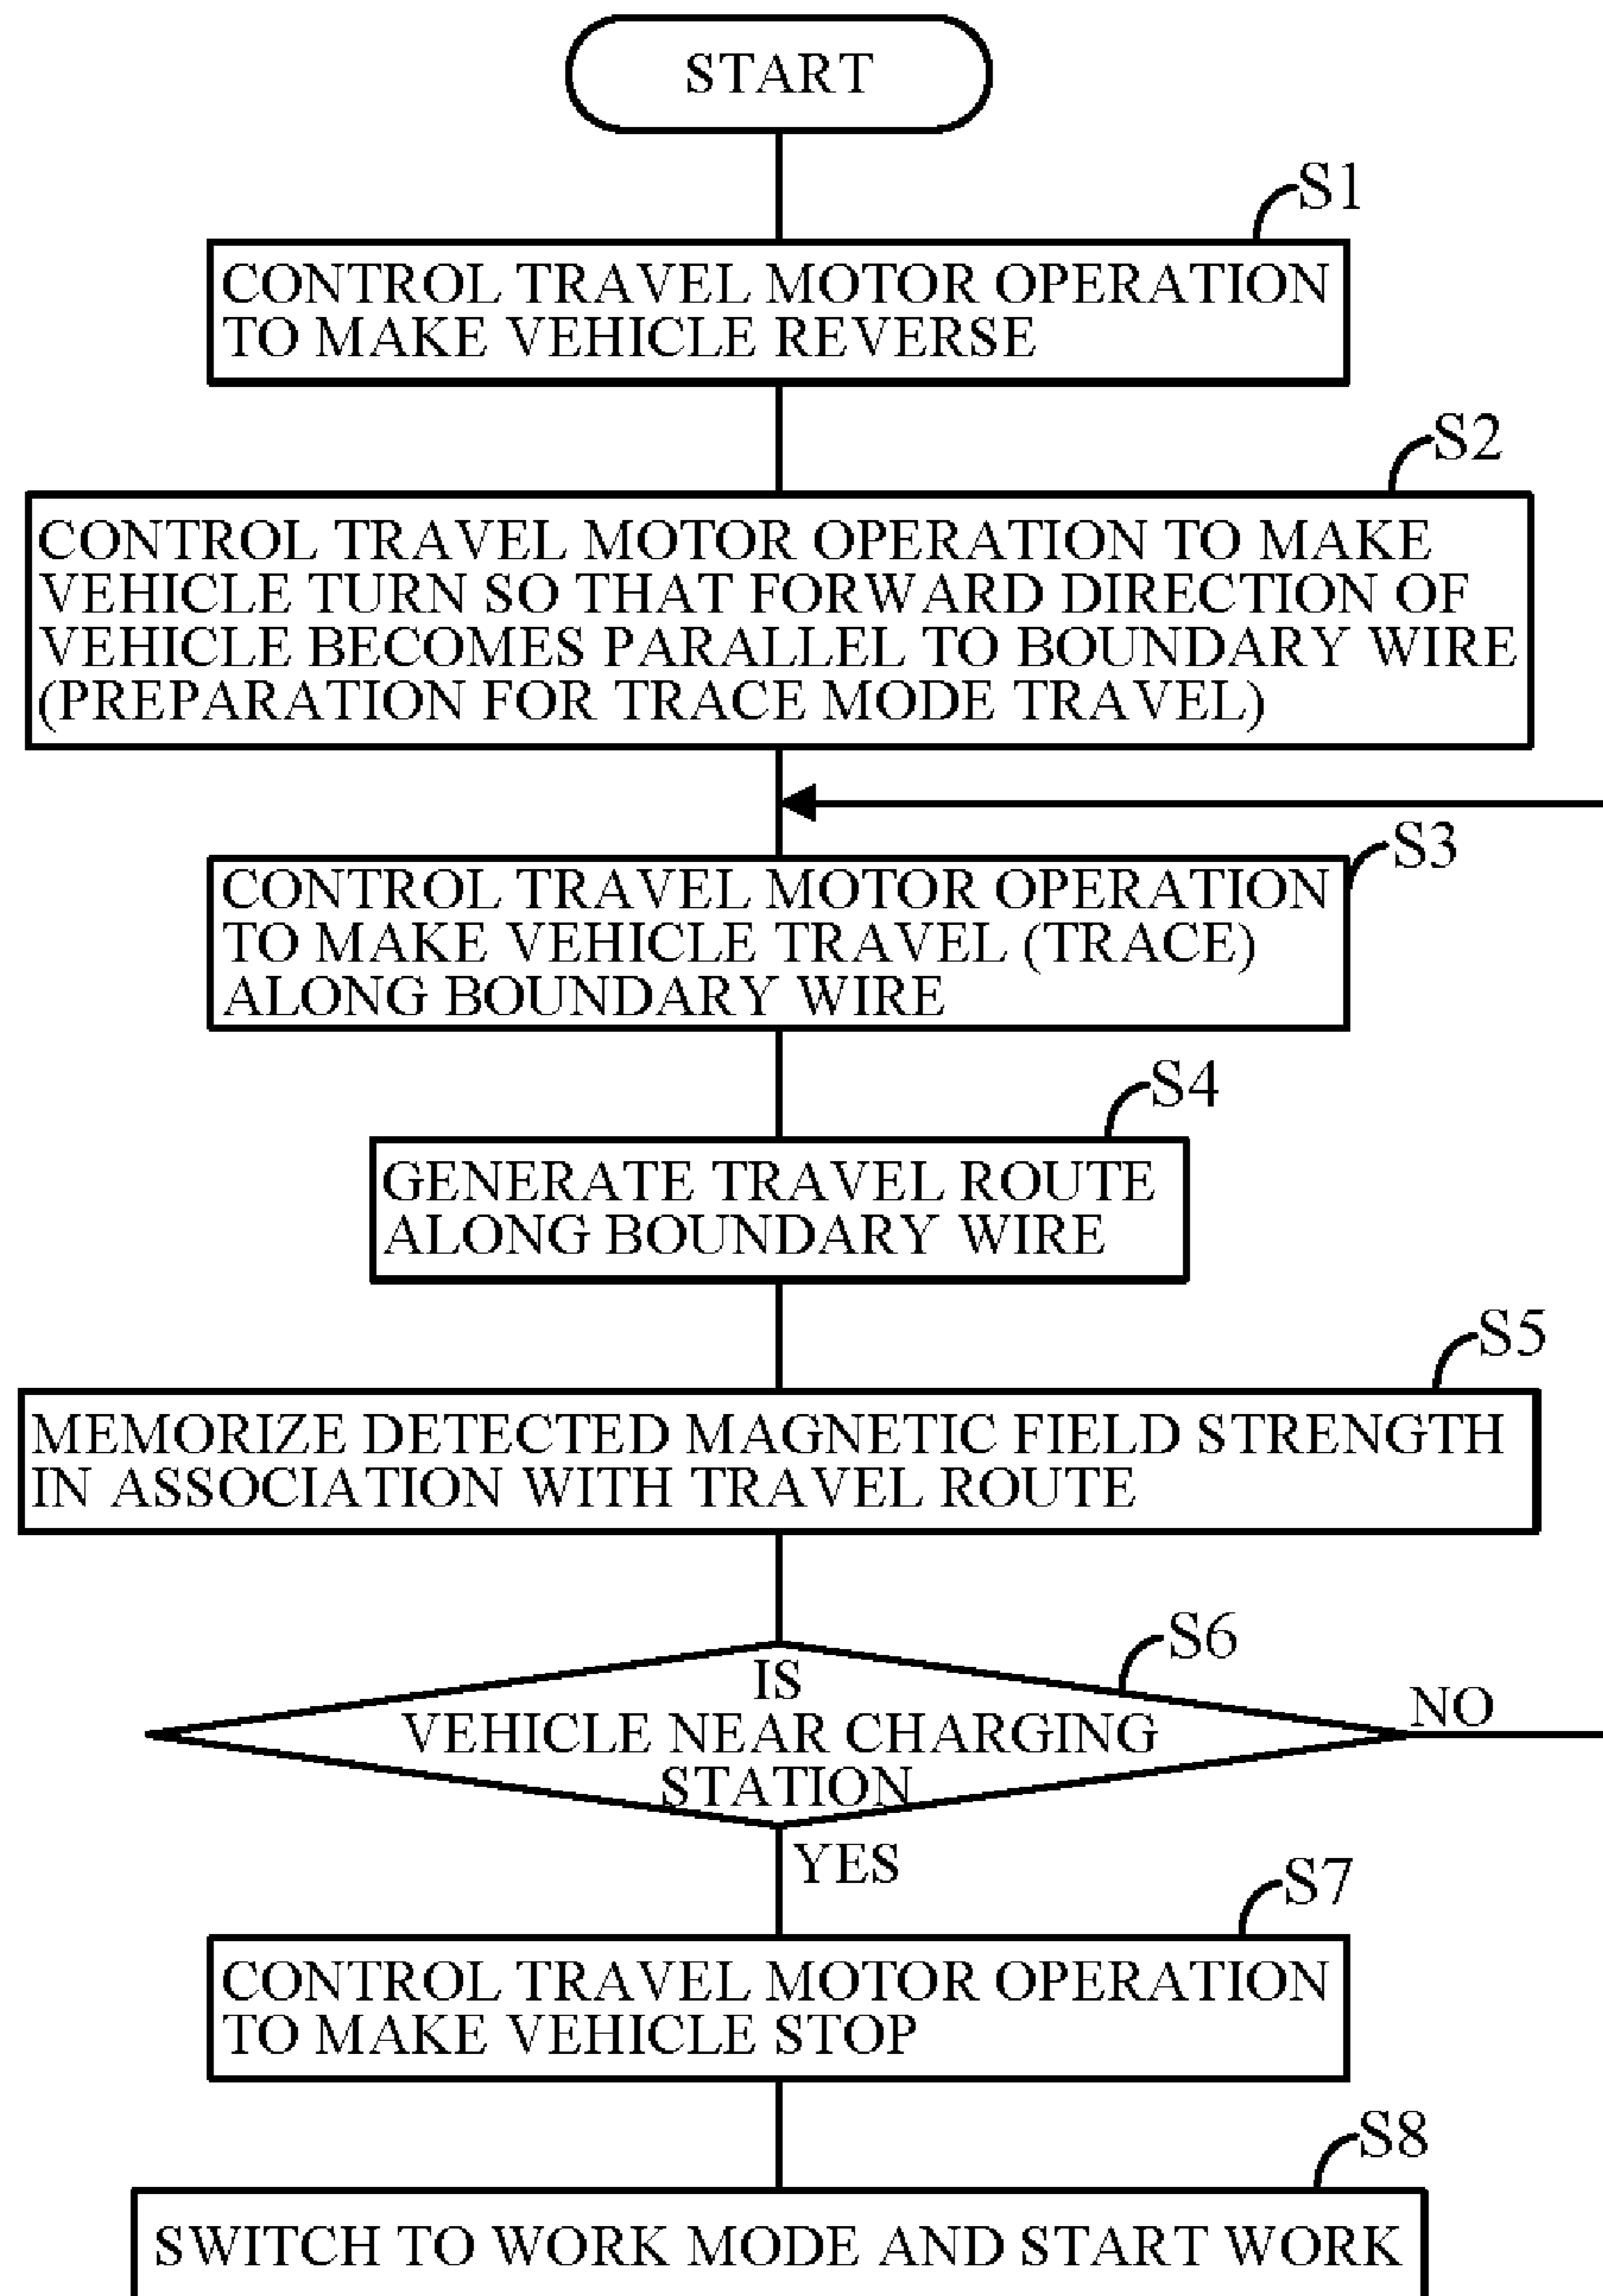 START
S1
CONTROL TRAVEL MOTOR OPERATION
TO MAKE VEHICLE REVERSE
S2
CONTROL TRAVEL MOTOR OPERATION TO MAKE
VEHICLE TURN SO THAT FORWARD DIRECTION OF
VEHICLE BECOMES PARALLEL TO BOUNDARY WIRE
(PREPARATION FOR TRACE MODE TRAVEL)
S3
CONTROL TRAVEL MOTOR OPERATION
TO MAKE VEHICLE TRAVEL (TRACE)
ALONG BOUNDARY WIRE
S4
GENERATE TRAVEL ROUTE
ALONG BOUNDARY WIRE
S5
MEMORIZE DETECTED MAGNETIC FIELD STRENGTH
IN ASSOCIATION WITH TRAVEL ROUTE
S6
IS
VEHICLE NEAR CHARGING
STATION
NO
YES
S7
CONTROL TRAVEL MOTOR OPERATION
TO MAKE VEHICLE STOP
S8
SWITCH TO WORK MODE AND START WORK